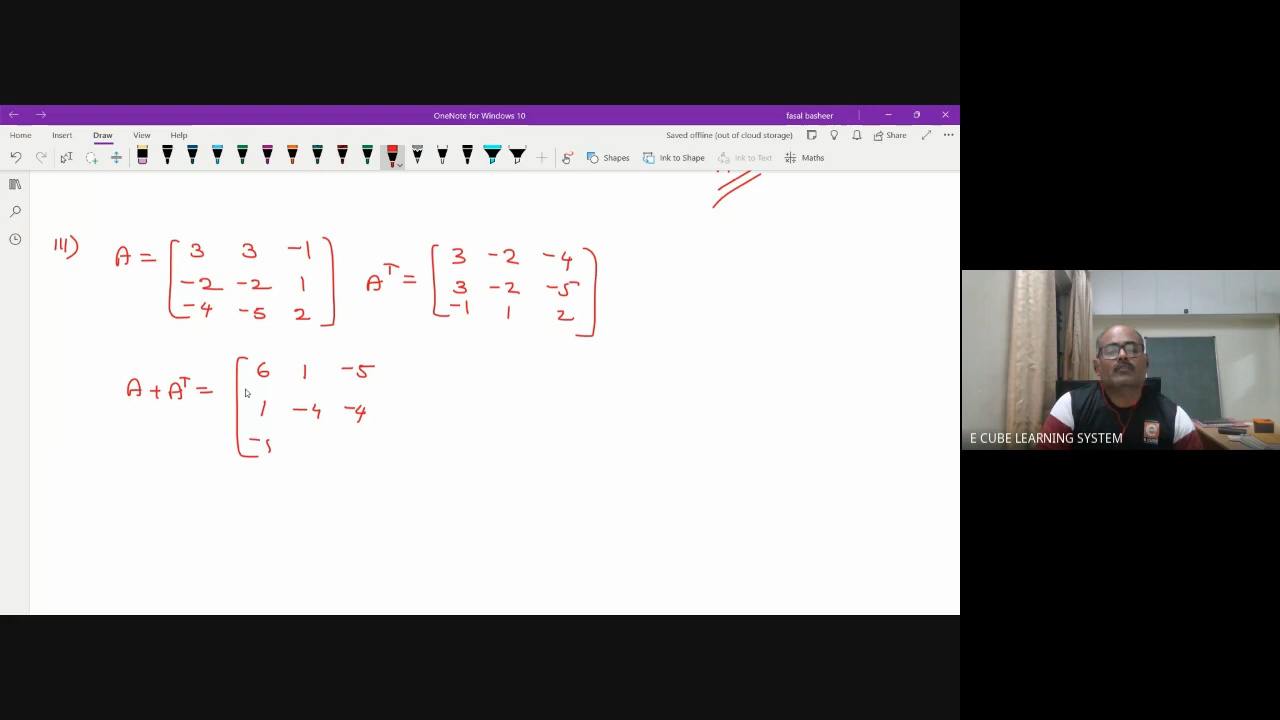 OneNote for Windows 10
fasal basheer
Home Insert Draw View Help
Saved offline (out of cloud storage) Share
Shapes Ink to Shape Ink to Text Maths
III) A = [ 3 3 -1
-2 -2 1
-4 -5 2 ]
A^T = [ 3 -2 -4
3 -2 -5
-1 1 2 ]
A + A^T = [ 6 1 -5
1 -4 -4
-5
E CUBE LEARNING SYSTEM